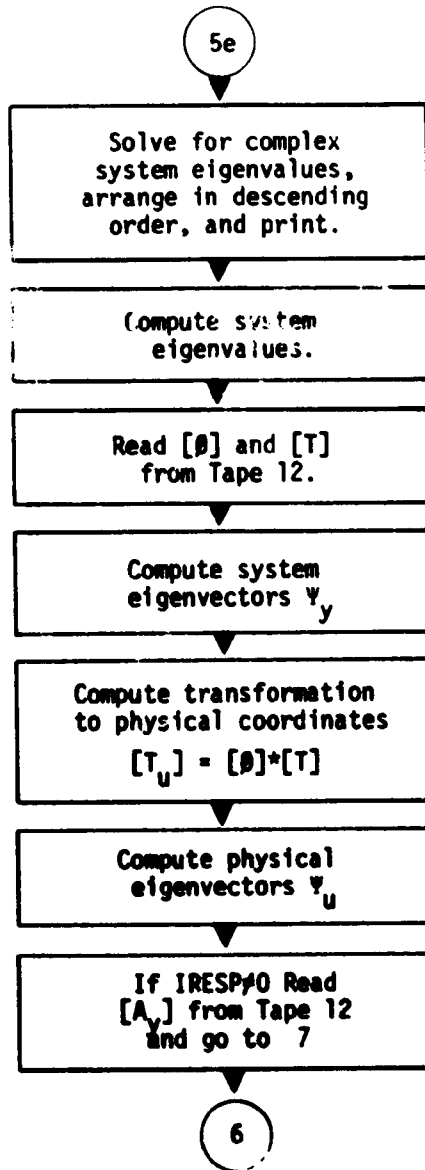 5e
Solve for complex
system eigenvalues,
arrange in descending
order, and print.
Compute system
eigenvalues.
Read [Ø] and [T]
from Tape 12.
Compute system
eigenvectors Ψy
Compute transformation
to physical coordinates
[Tu] = [Ø]*[T]
Compute physical
eigenvectors Ψu
If IRESP≠0 Read
[Ay] from Tape 12
and go to 7
6